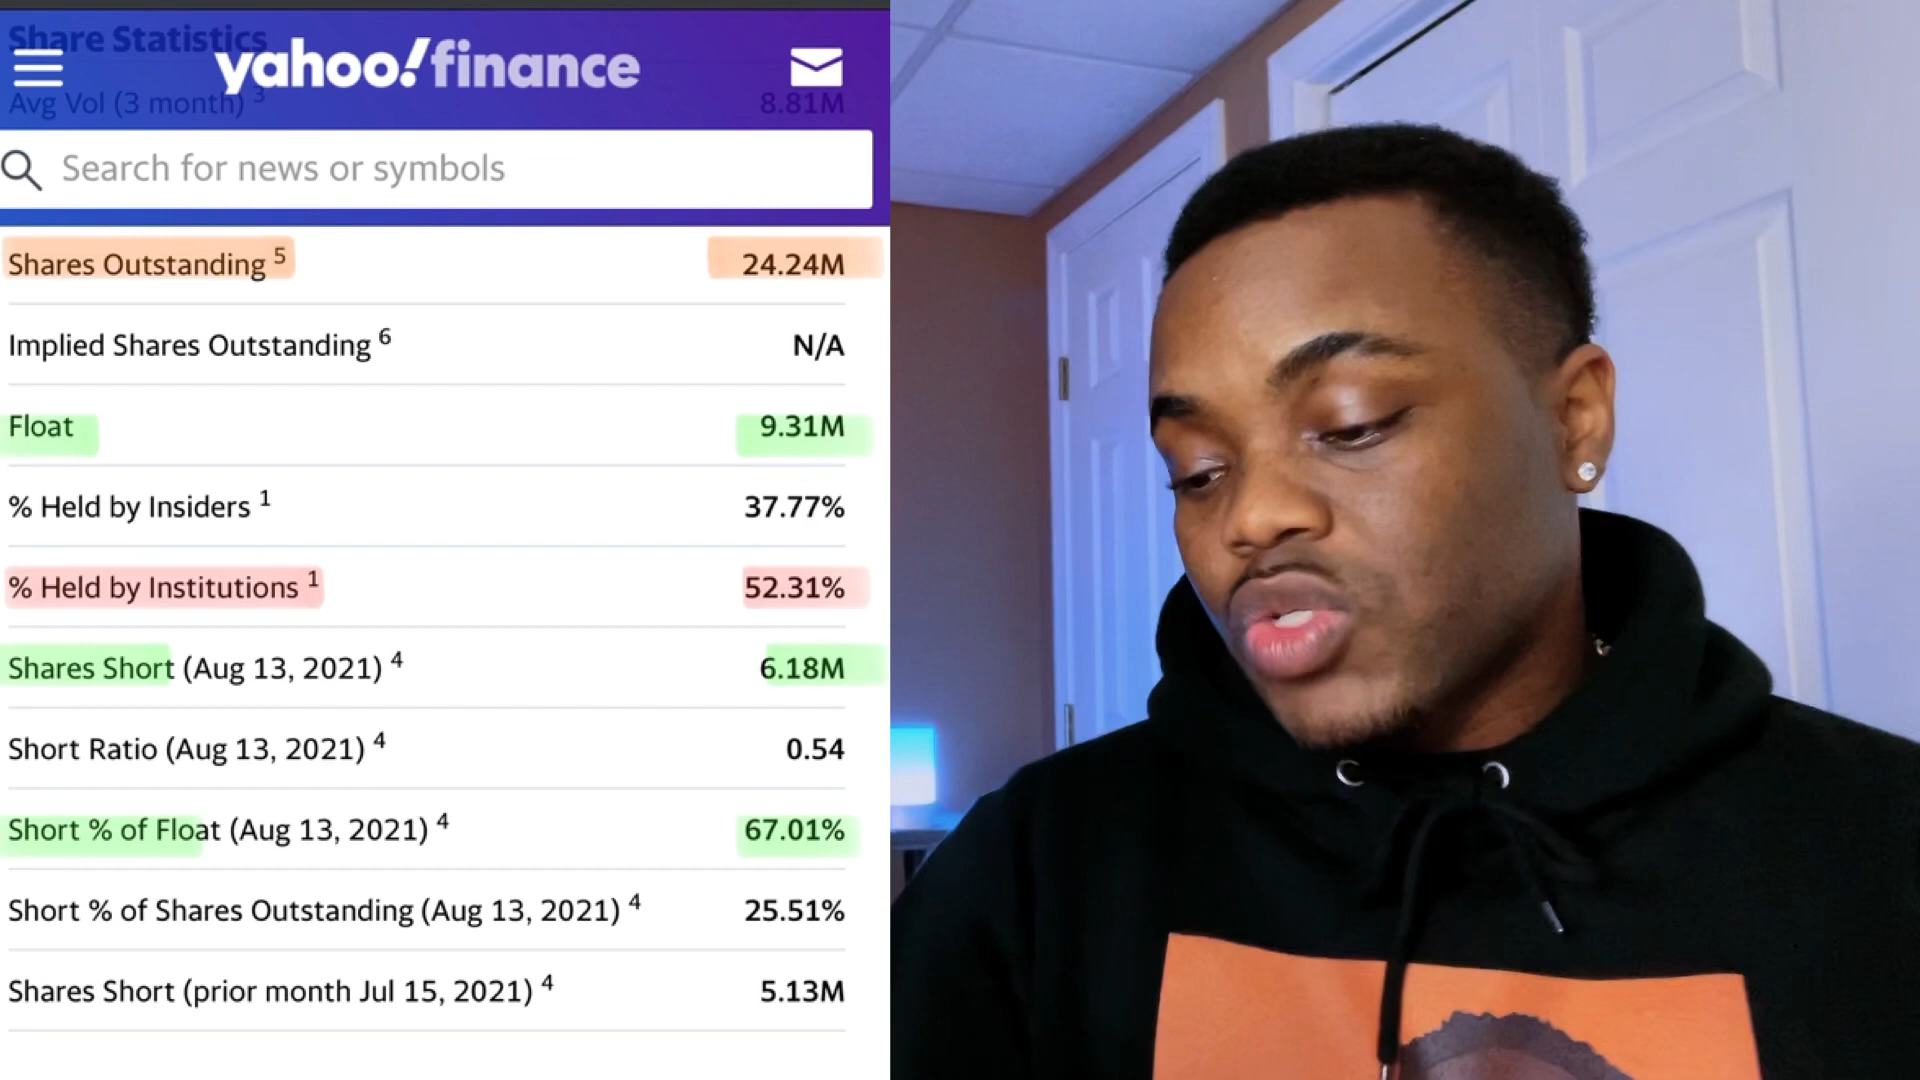 Share Statistics
yahoo!finance
Avg Vol (3 month) 3 8.81M
Search for news or symbols
Shares Outstanding 5 24.24M
Implied Shares Outstanding 6 N/A
Float 9.31M
% Held by Insiders 1 37.77%
% Held by Institutions 1 52.31%
Shares Short (Aug 13, 2021) 4 6.18M
Short Ratio (Aug 13, 2021) 4 0.54
Short % of Float (Aug 13, 2021) 4 67.01%
Short % of Shares Outstanding (Aug 13, 2021) 4 25.51%
Shares Short (prior month Jul 15, 2021) 4 5.13M